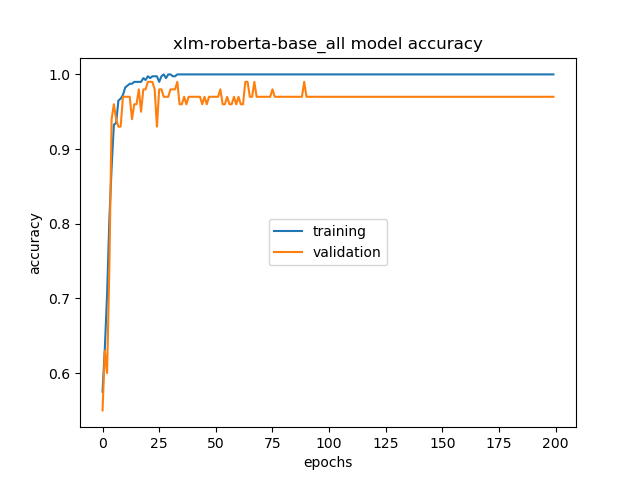 xlm-roberta-base_all model accuracy
1.0
0.9
0.8
0.7
0.6
accuracy
training
validation
0 25 50 75 100 125 150 175 200
epochs